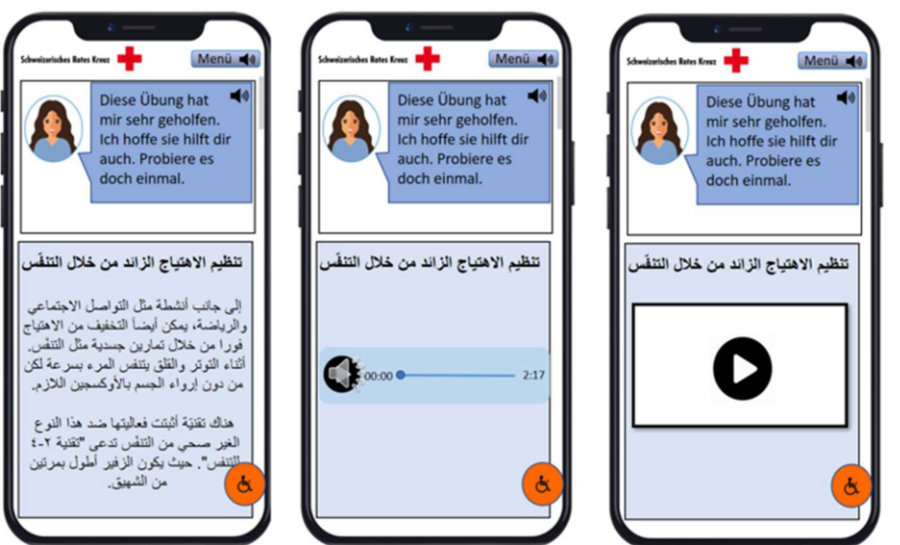 Schweizerisches Rotes Kreuz
Menü
Diese Übung hat
mir sehr geholfen.
Ich hoffe sie hilft dir
auch. Probiere es
doch einmal.
تنظيم الاهتياج الزائد من خلال التنفّس
إلى جانب أنشطة مثل التواصل الاجتماعي
والرياضة، يمكن أيضاً التخفيف من الاهتياج
فورا من خلال تمارين جسدية مثل التنفّس.
أثناء التوتر والقلق يتنفس المرء بسرعة لكن
من دون إرواء الجسم بالأوكسجين اللازم.
هناك تقنيّة أثبتت فعاليتها ضد هذا النوع
الغير صحي من التنفّس تدعى "تقنية ٢-٤
للتنفس". حيث يكون الزفير أطول بمرتين
من الشهيق.
Schweizerisches Rotes Kreuz
Menü
Diese Übung hat
mir sehr geholfen.
Ich hoffe sie hilft dir
auch. Probiere es
doch einmal.
تنظيم الاهتياج الزائد من خلال التنفّس
00:00
2:17
Schweizerisches Rotes Kreuz
Menü
Diese Übung hat
mir sehr geholfen.
Ich hoffe sie hilft dir
auch. Probiere es
doch einmal.
تنظيم الاهتياج الزائد من خلال التنفّس